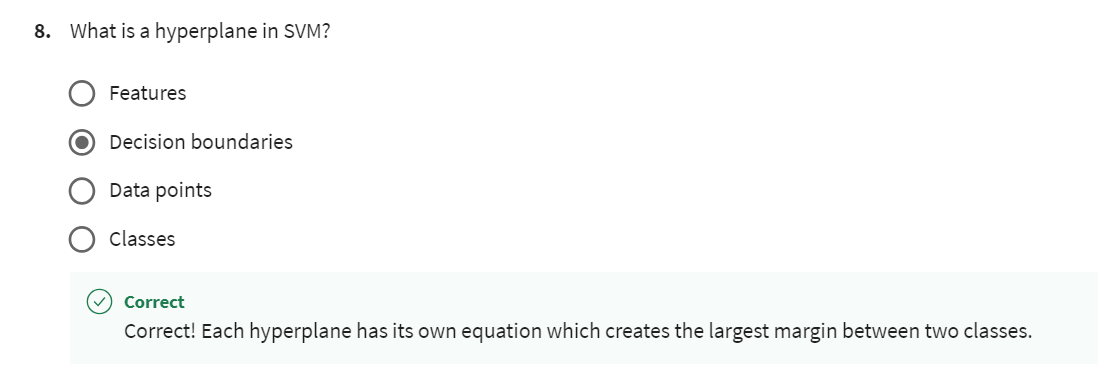 8. What is a hyperplane in SVM?
Features
Decision boundaries
Data points
Classes
Correct
Correct! Each hyperplane has its own equation which creates the largest margin between two classes.